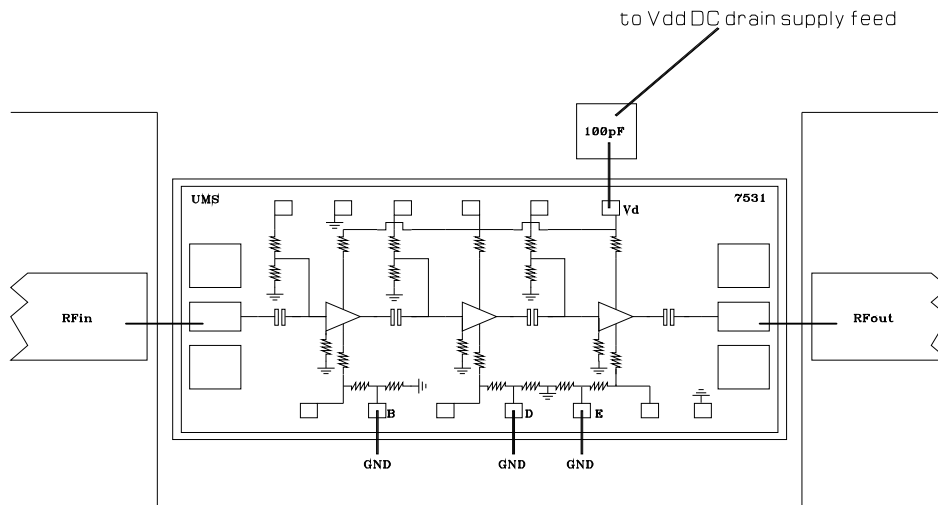 to Vdd DC drain supply feed
100pF
UMS
7531
Vd
RFin
RFout
B
D
E
GND
GND
GND